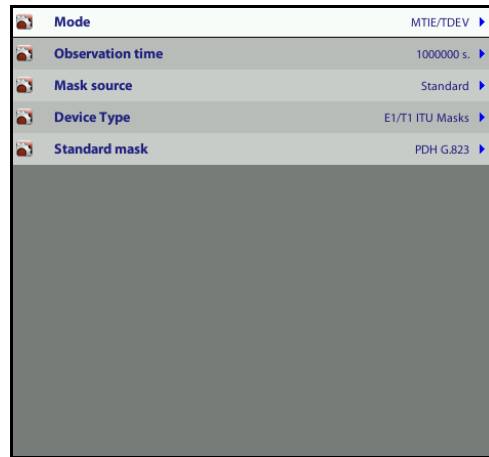 Mode MTIE/TDEV
Observation time 1000000 s.
Mask source Standard
Device Type E1/T1 ITU Masks
Standard mask PDH G.823